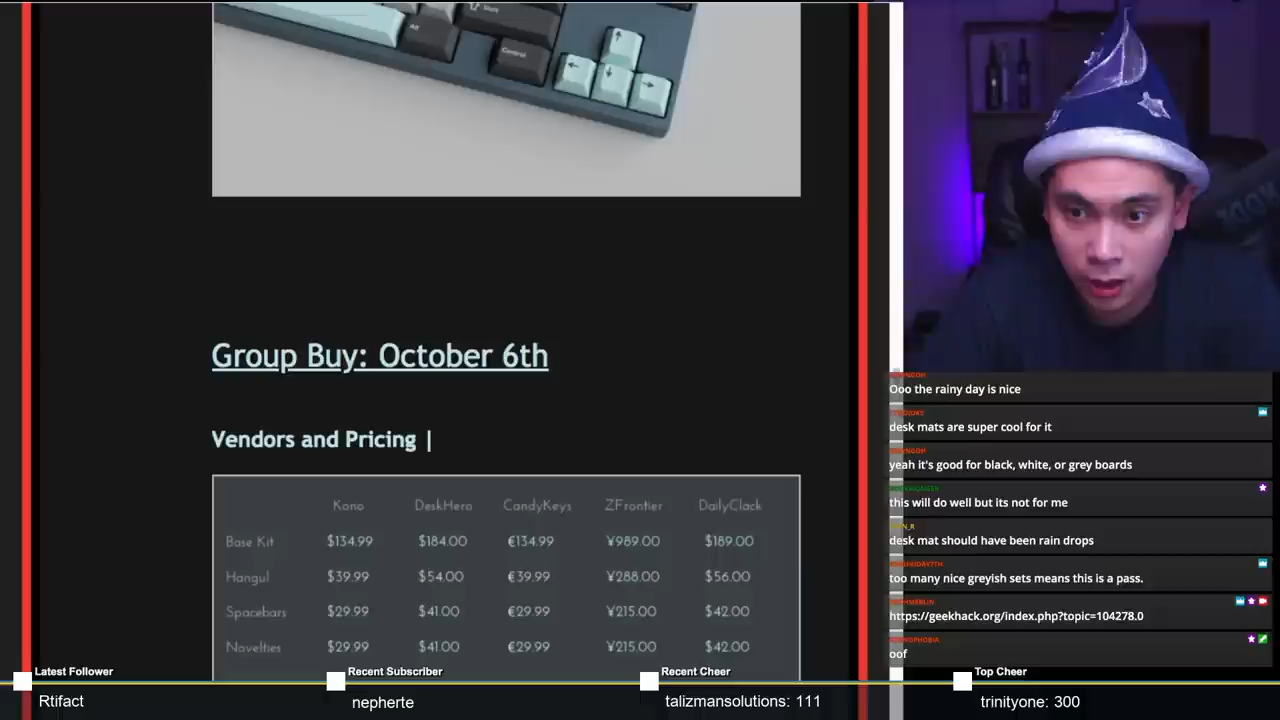 Alt
Control
Group Buy: October 6th
Vendors and Pricing |
Kono DeskHero CandyKeys ZFrontier DailyClack
Base Kit $134.99 $184.00 €134.99 ¥989.00 $189.00
Hangul $39.99 $54.00 €39.99 ¥288.00 $56.00
Spacebars $29.99 $41.00 €29.99 ¥215.00 $42.00
Novelties $29.99 $41.00 €29.99 ¥215.00 $42.00
Ooo the rainy day is nice
desk mats are super cool for it
yeah it's good for black, white, or grey boards
this will do well but its not for me
desk mat should have been rain drops
too many nice greyish sets means this is a pass.
https://geekhack.org/index.php?topic=104278.0
oof
Latest Follower
Rtifact
Recent Subscriber
nepherte
Recent Cheer
talizmansolutions: 111
Top Cheer
trinityone: 300